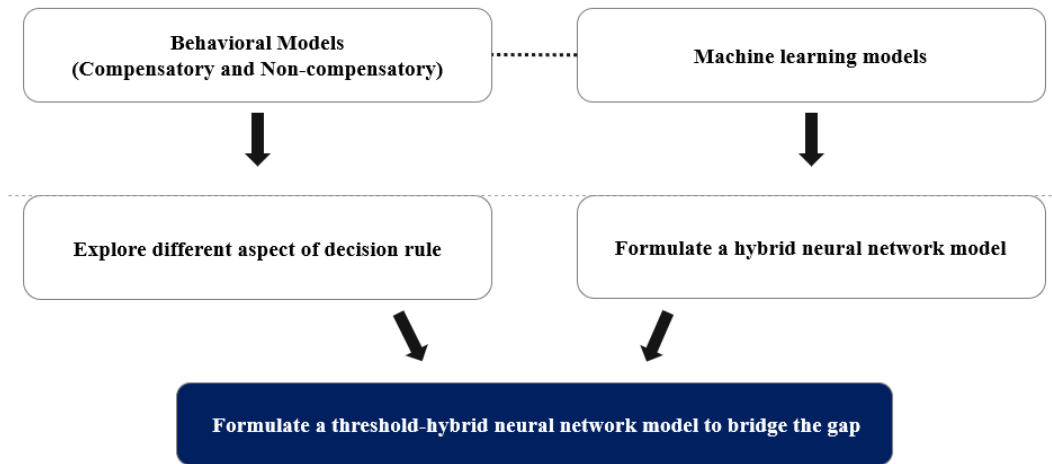 Behavioral Models
(Compensatory and Non-compensatory)
Machine learning models
Explore different aspect of decision rule
Formulate a hybrid neural network model
Formulate a threshold-hybrid neural network model to bridge the gap